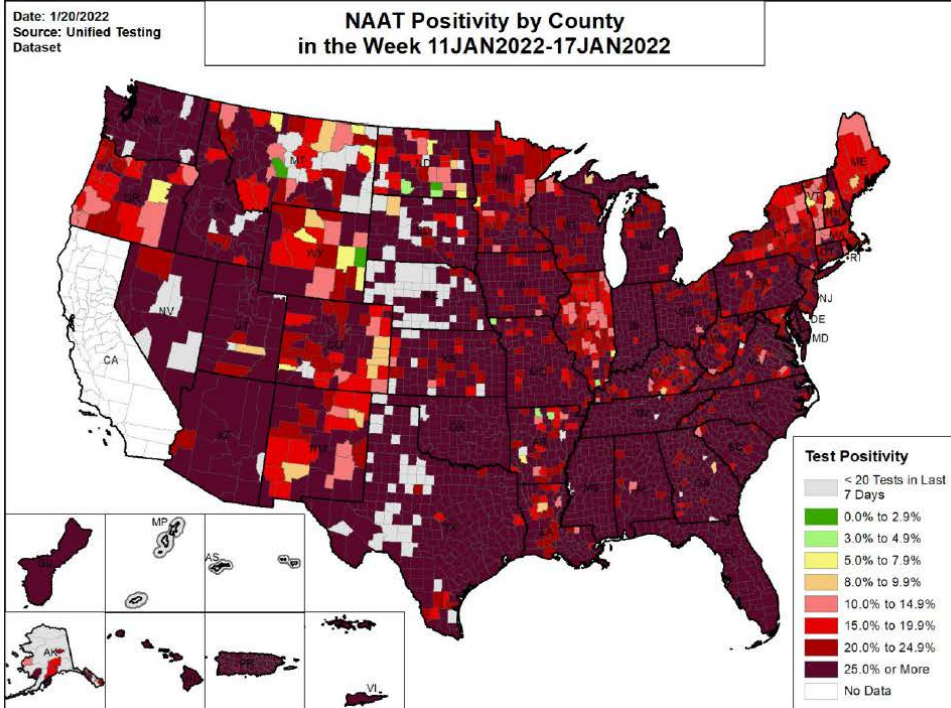 Date: 1/20/2022
Source: Unified Testing
Dataset
NAAT Positivity by County
in the Week 11JAN2022-17JAN2022
WA
MT
ND
MN
ME
OR
ID
WY
WI
MI
VT
NH
NY
MA
CT
RI
NV
UT
CO
NE
PA
NJ
DE
MD
CA
KS
MO
IL
IN
OH
WV
VA
KY
AZ
OK
AR
TN
NC
SC
MS
AL
GA
TX
FL
MP
AS
AK
PR
VI
Test Positivity
< 20 Tests in Last
7 Days
0.0% to 2.9%
3.0% to 4.9%
5.0% to 7.9%
8.0% to 9.9%
10.0% to 14.9%
15.0% to 19.9%
20.0% to 24.9%
25.0% or More
No Data